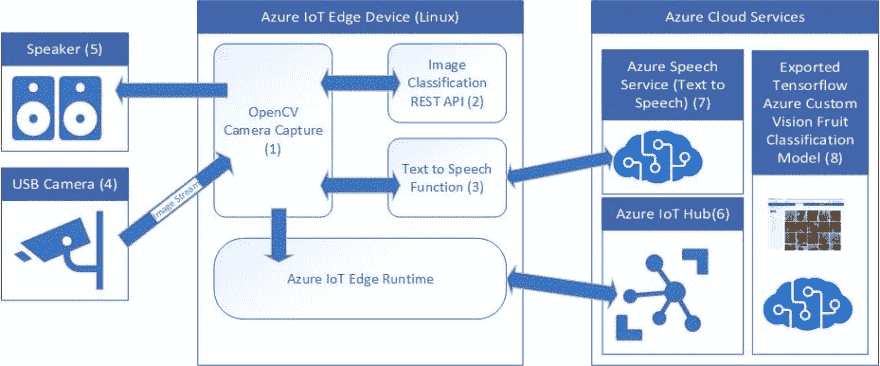 Speaker (5)
USB Camera (4)
Image Stream
Azure IoT Edge Device (Linux)
OpenCV
Camera Capture
(1)
Image
Classification
REST API (2)
Text to Speech
Function (3)
Azure IoT Edge Runtime
Azure Cloud Services
Azure Speech
Service (Text to
Speech) (7)
Azure IoT Hub(6)
Exported
Tensorflow
Azure Custom
Vision Fruit
Classification
Model (8)